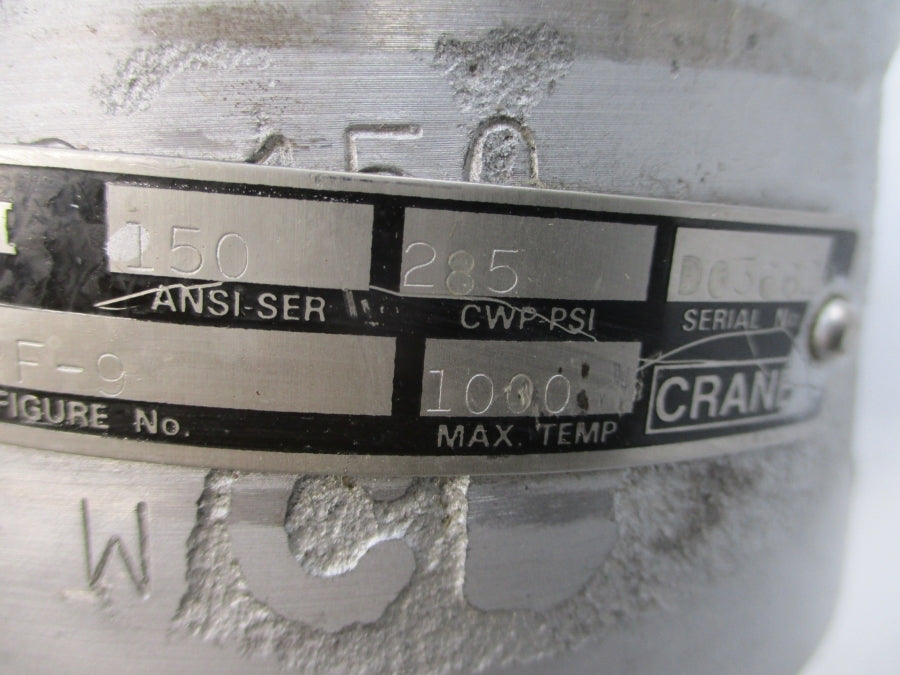 150
150 285
ANSI-SER CWP-PSI SERIAL No.
F-9 1000
FIGURE No. MAX. TEMP CRANE
W